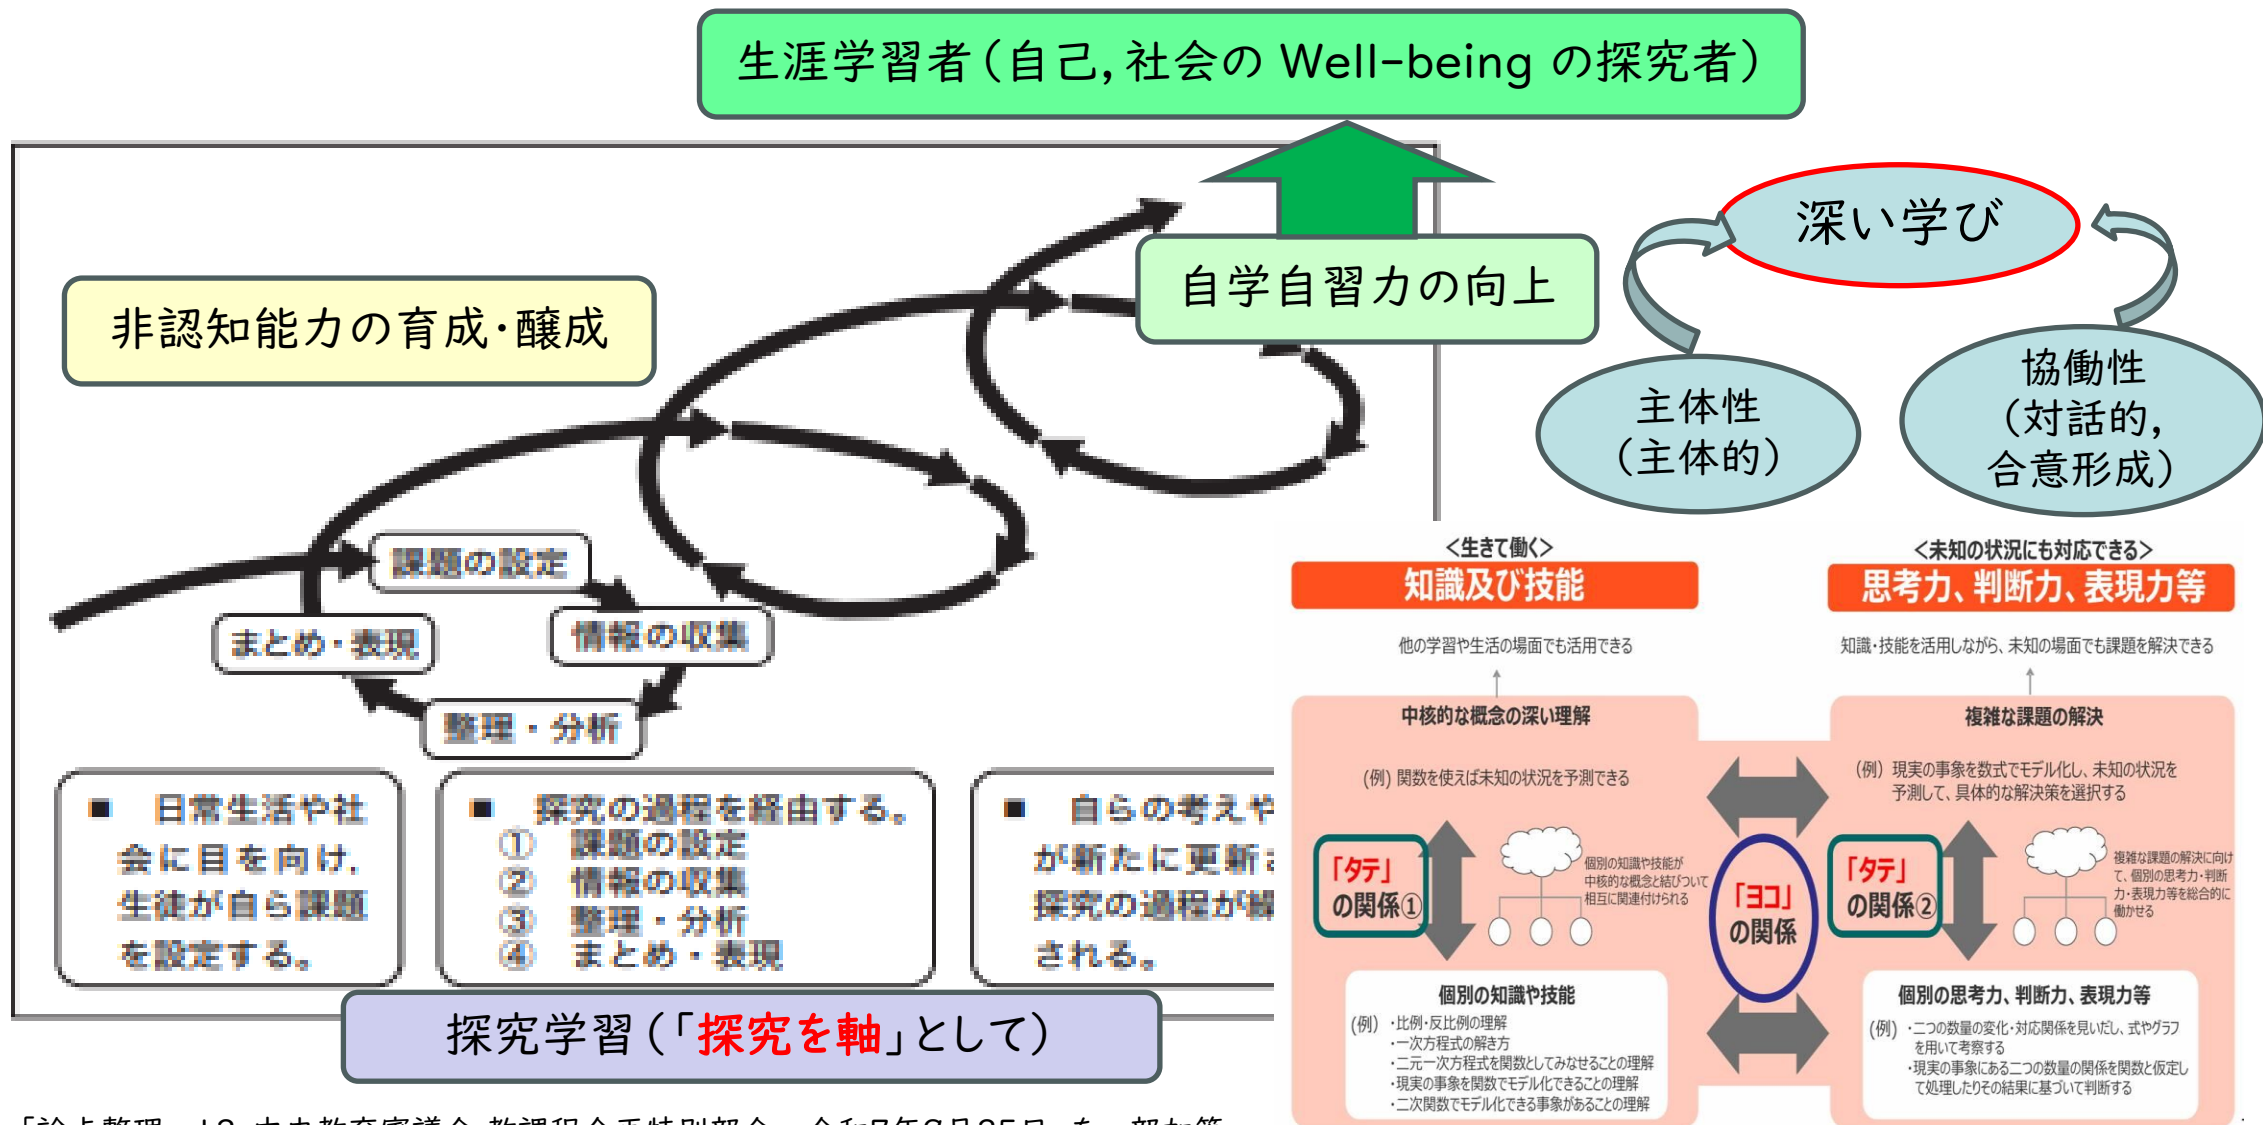 生涯学習者（自己，社会の Well-being の探究者）
非認知能力の育成・醸成
自学自習力の向上
深い学び
主体性
（主体的）
協働性
（対話的，
合意形成）
課題の設定
情報の収集
整理・分析
まとめ・表現
■ 日常生活や社
会に目を向け，
生徒が自ら課題
を設定する。
■ 探究の過程を経由する。
① 課題の設定
② 情報の収集
③ 整理・分析
④ まとめ・表現
■ 自らの考えや
が新たに更新さ
探究の過程が繰
される。
探究学習（「探究を軸」として）
<生きて働く>
知識及び技能
他の学習や生活の場面でも活用できる
中核的な概念の深い理解
(例) 関数を使えば未知の状況を予測できる
「タテ」
の関係①
個別の知識や技能が
中核的な概念と結びついて
相互に関連付けられる
個別の知識や技能
(例) ・比例・反比例の理解
・一次方程式の解き方
・二元一次方程式を関数としてみなせることの理解
・現実の事象を関数でモデル化できることの理解
・二次関数でモデル化できる事象があることの理解
「ヨコ」
の関係
<未知の状況にも対応できる>
思考力、判断力、表現力等
知識・技能を活用しながら、未知の場面でも課題を解決できる
複雑な課題の解決
(例) 現実の事象を数式でモデル化し、未知の状況を
予測して、具体的な解決策を選択する
「タテ」
の関係②
複雑な課題の解決に向け
て、個別の思考力・判断
力・表現力等を総合的に
働かせる
個別の思考力、判断力、表現力等
(例) ・二つの数量の変化・対応関係を見いだし、式やグラフ
を用いて考察する
・現実の事象にある二つの数量の関係を関数と仮定し
て処理したりその結果に基づいて判断する